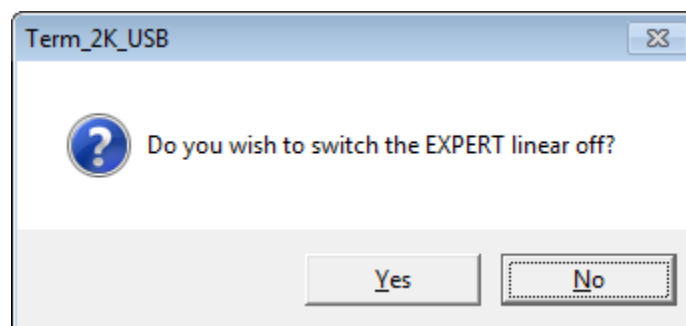 Term_2K_USB
Do you wish to switch the EXPERT linear off?
Yes
No